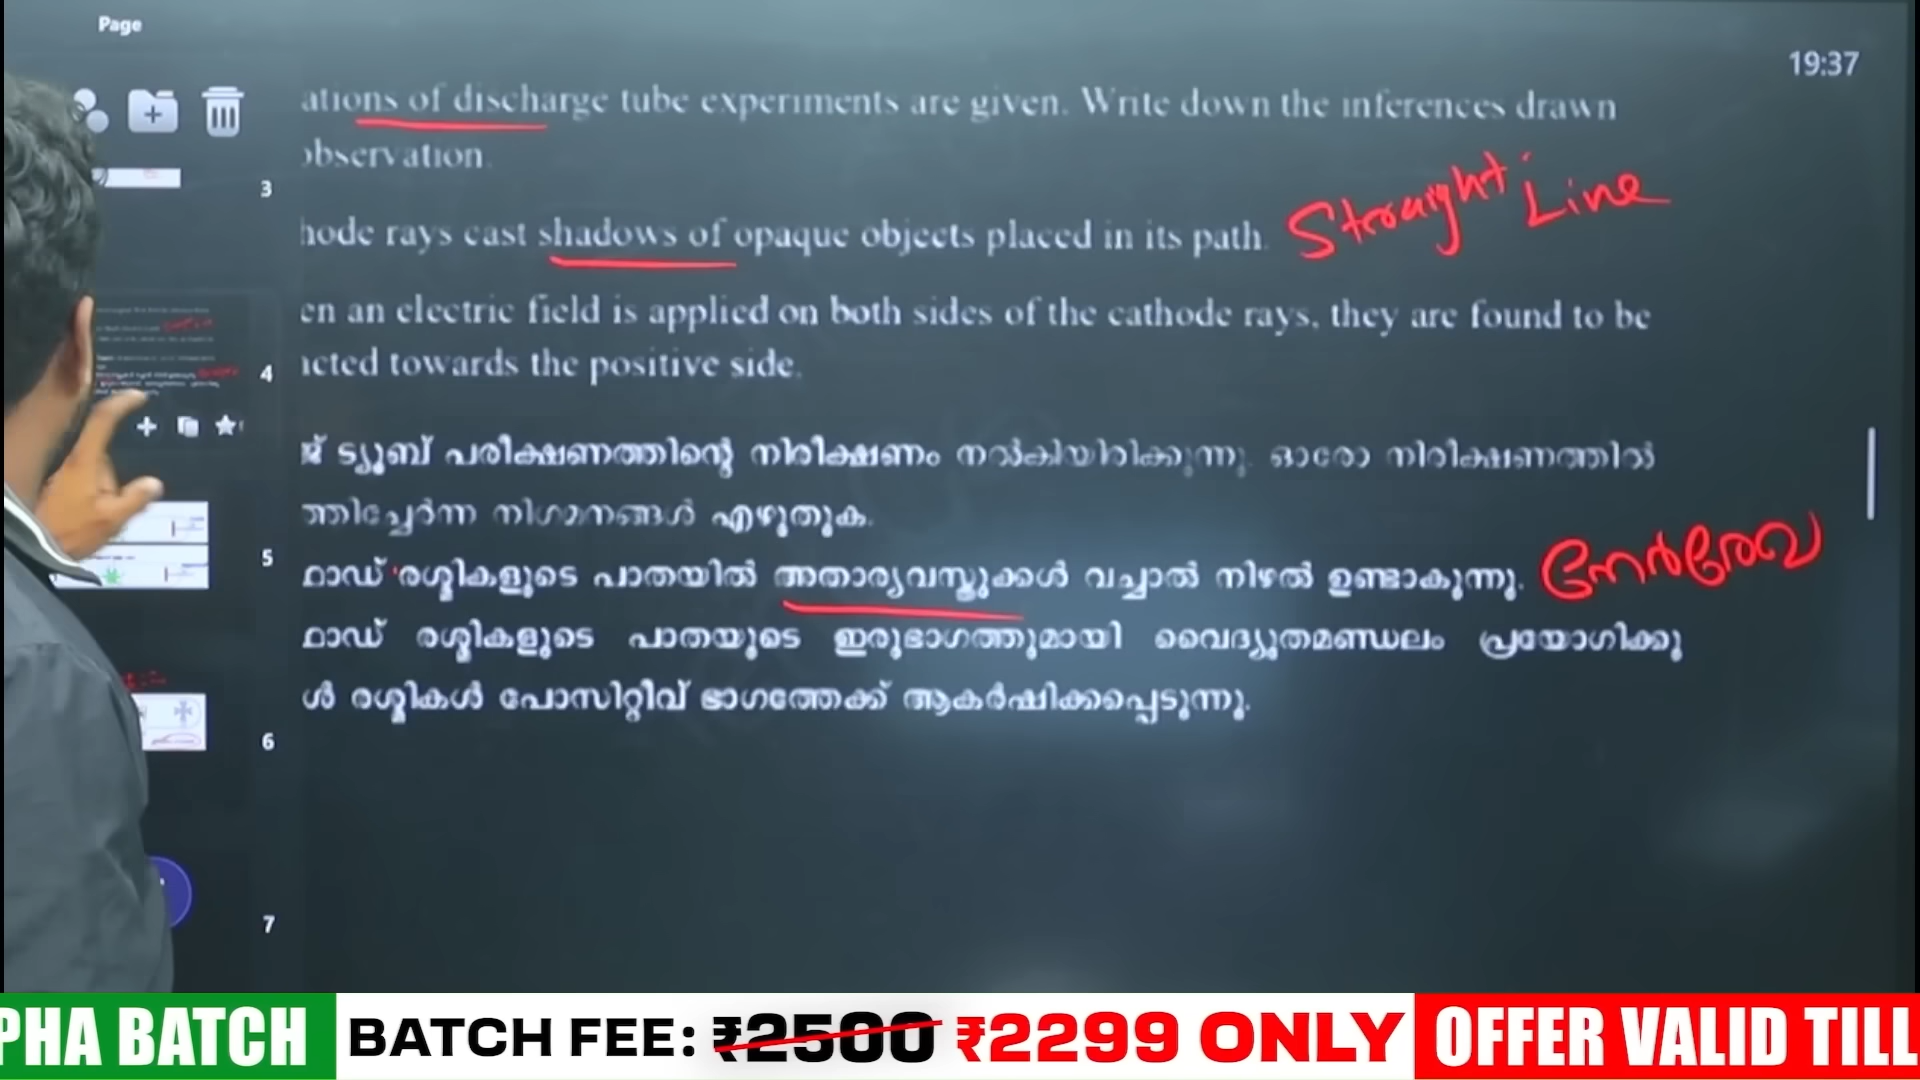 Page
19:37
ations of discharge tube experiments are given. Write down the inferences drawn
observation.
3
hode rays cast shadows of opaque objects placed in its path. Straight Line
en an electric field is applied on both sides of the cathode rays, they are found to be
acted towards the positive side.
4
ജ് ട്യൂബ് പരീക്ഷണത്തിന്റെ നിരീക്ഷണം നൽകിയിരിക്കുന്നു. ഓരോ നിരീക്ഷണത്തിൽ
ത്തിച്ചേർന്ന നിഗമനങ്ങൾ എഴുതുക.
5
ഥാഡ് രശ്മികളുടെ പാതയിൽ അതാര്യവസ്തുക്കൾ വച്ചാൽ നിഴൽ ഉണ്ടാകുന്നു. നേർരേഖ
ഥാഡ് രശ്മികളുടെ പാതയുടെ ഇരുഭാഗത്തുമായി വൈദ്യുതമണ്ഡലം പ്രയോഗിക്കു
ൾ രശ്മികൾ പോസിറ്റീവ് ഭാഗത്തേക്ക് ആകർഷിക്കപ്പെടുന്നു.
6
7
PHA BATCH BATCH FEE: ₹2500 ₹2299 ONLY OFFER VALID TILL